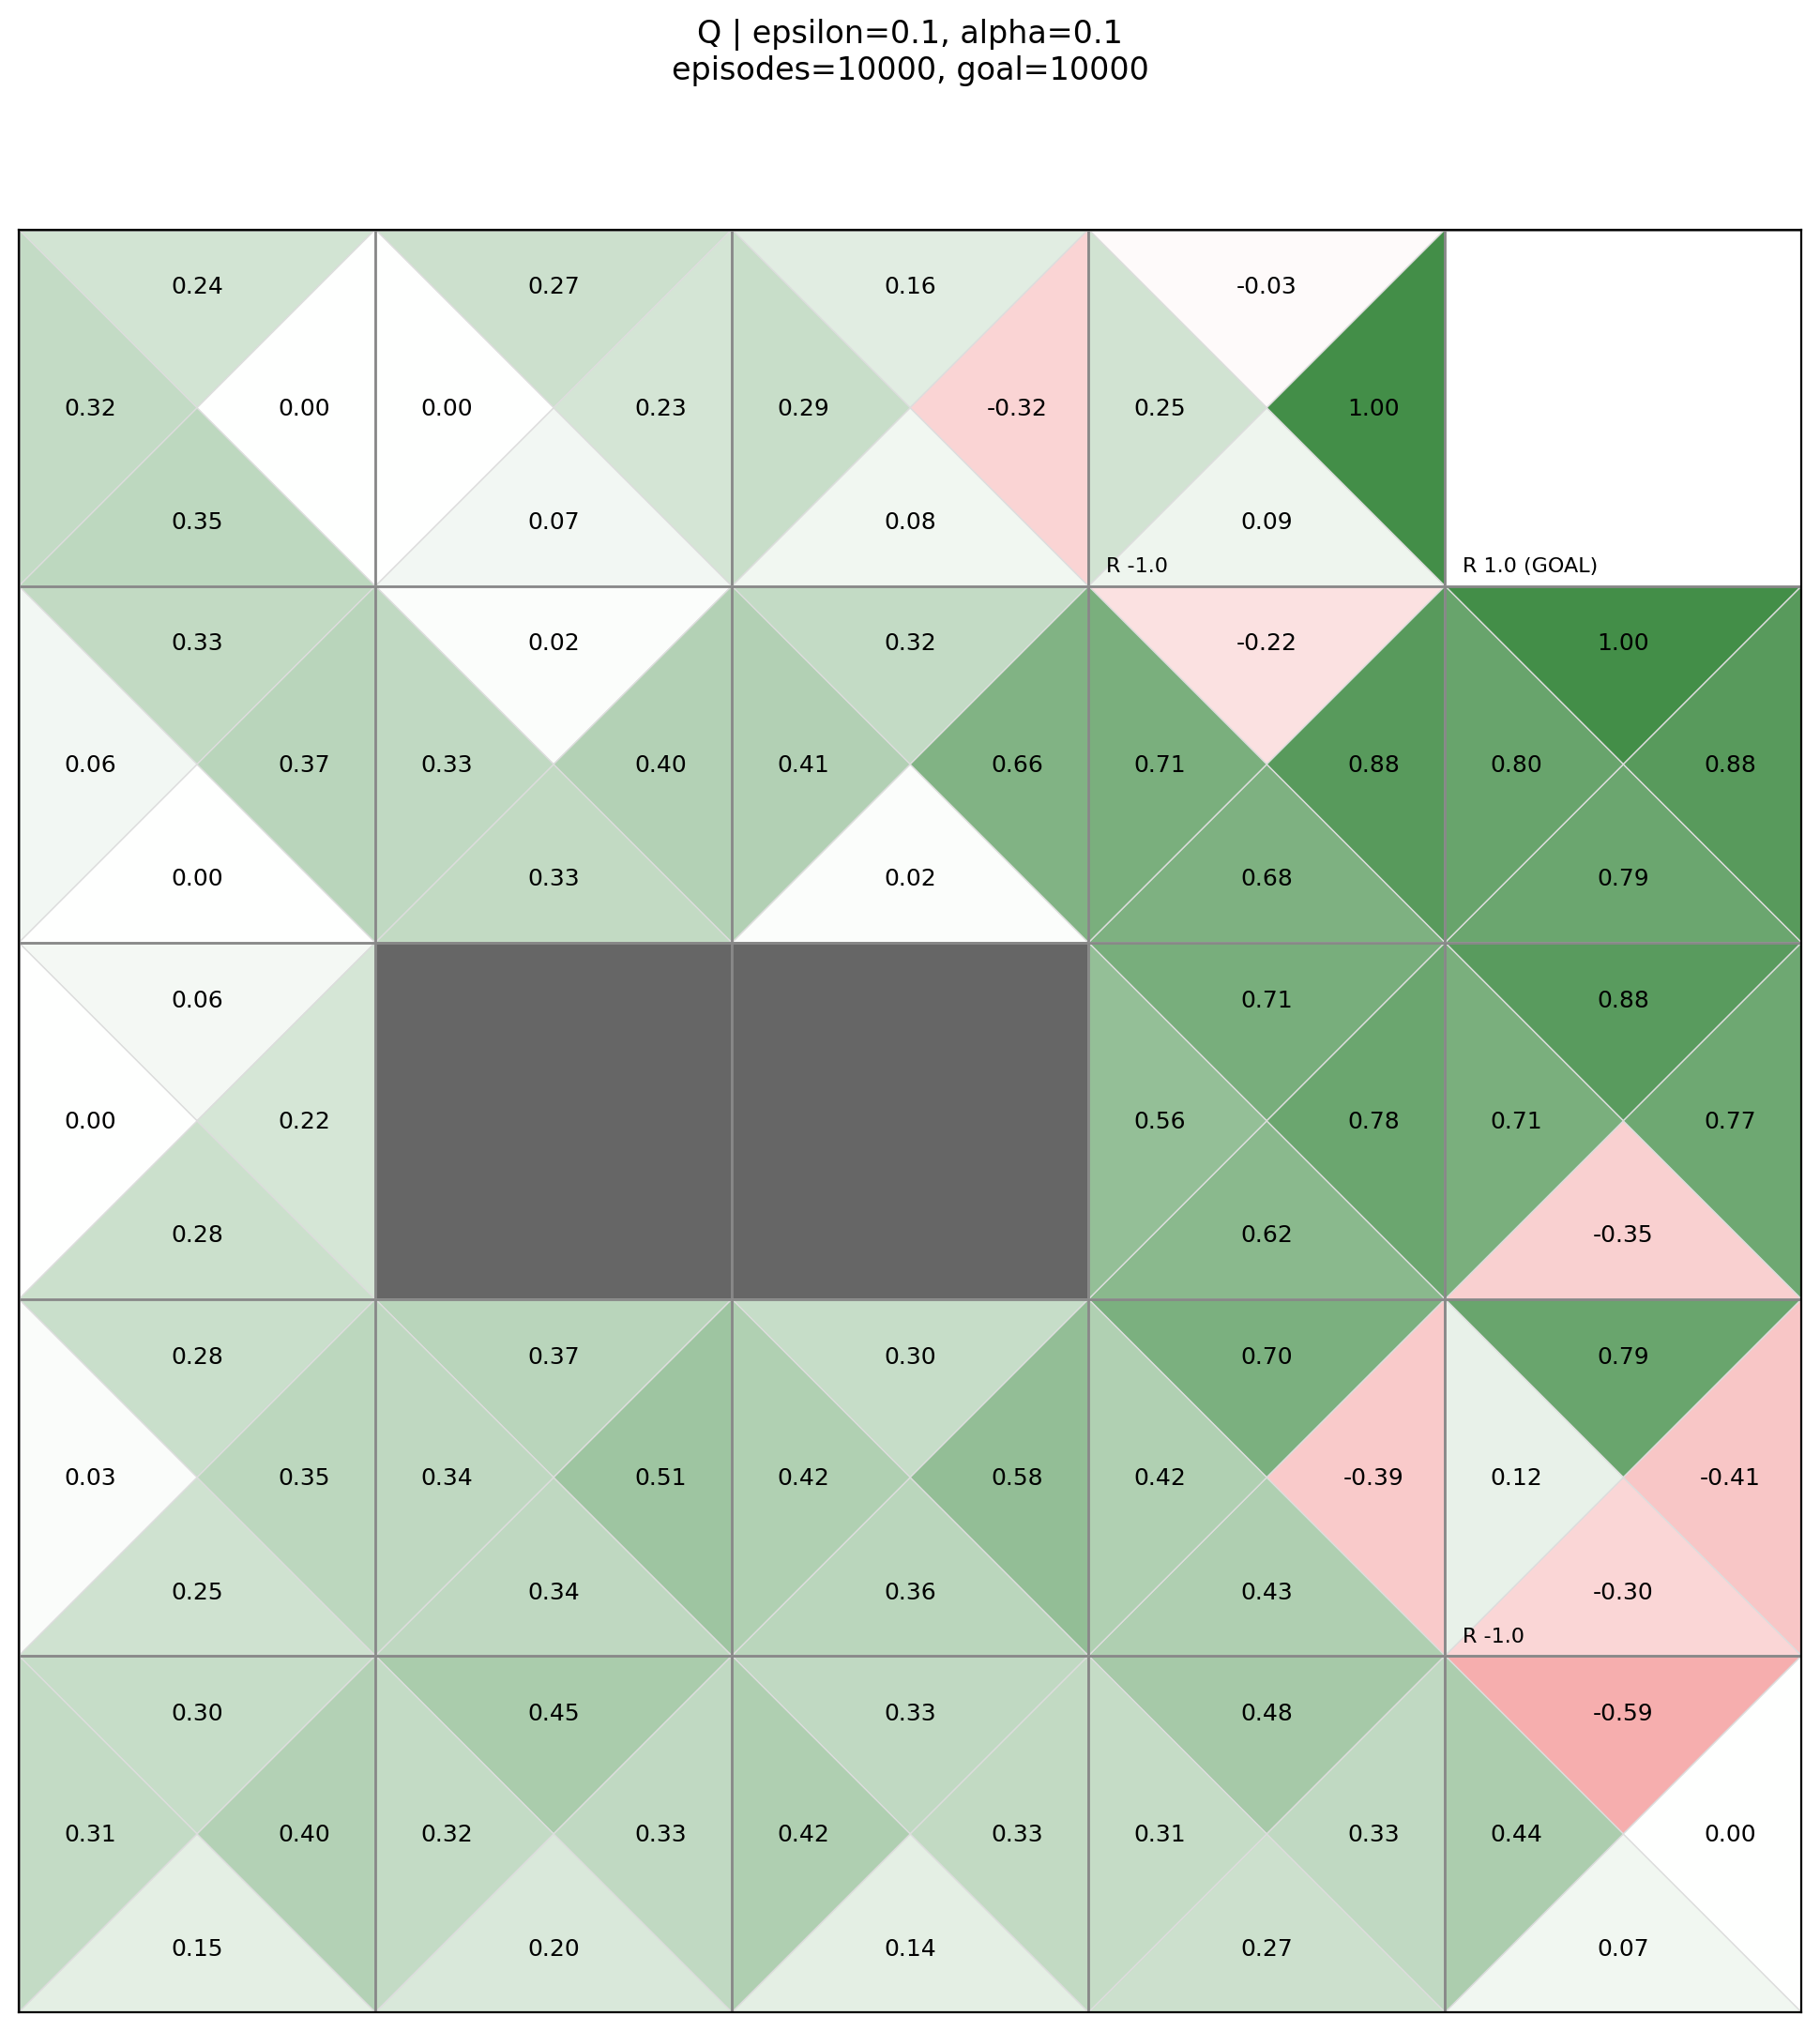 Q | epsilon=0.1, alpha=0.1
episodes=10000, goal=10000
0.24 0.27 0.16 -0.03
0.32 0.00 0.00 0.23 0.29 -0.32 0.25 1.00
0.35 0.07 0.08 0.09
R -1.0 R 1.0 (GOAL)
0.33 0.02 0.32 -0.22 1.00
0.06 0.37 0.33 0.40 0.41 0.66 0.71 0.88 0.80 0.88
0.00 0.33 0.02 0.68 0.79
0.06 0.71 0.88
0.00 0.22 0.56 0.78 0.71 0.77
0.28 0.62 -0.35
0.28 0.37 0.30 0.70 0.79
0.03 0.35 0.34 0.51 0.42 0.58 0.42 -0.39 0.12 -0.41
0.25 0.34 0.36 0.43 -0.30
R -1.0
0.30 0.45 0.33 0.48 -0.59
0.31 0.40 0.32 0.33 0.42 0.33 0.31 0.33 0.44 0.00
0.15 0.20 0.14 0.27 0.07